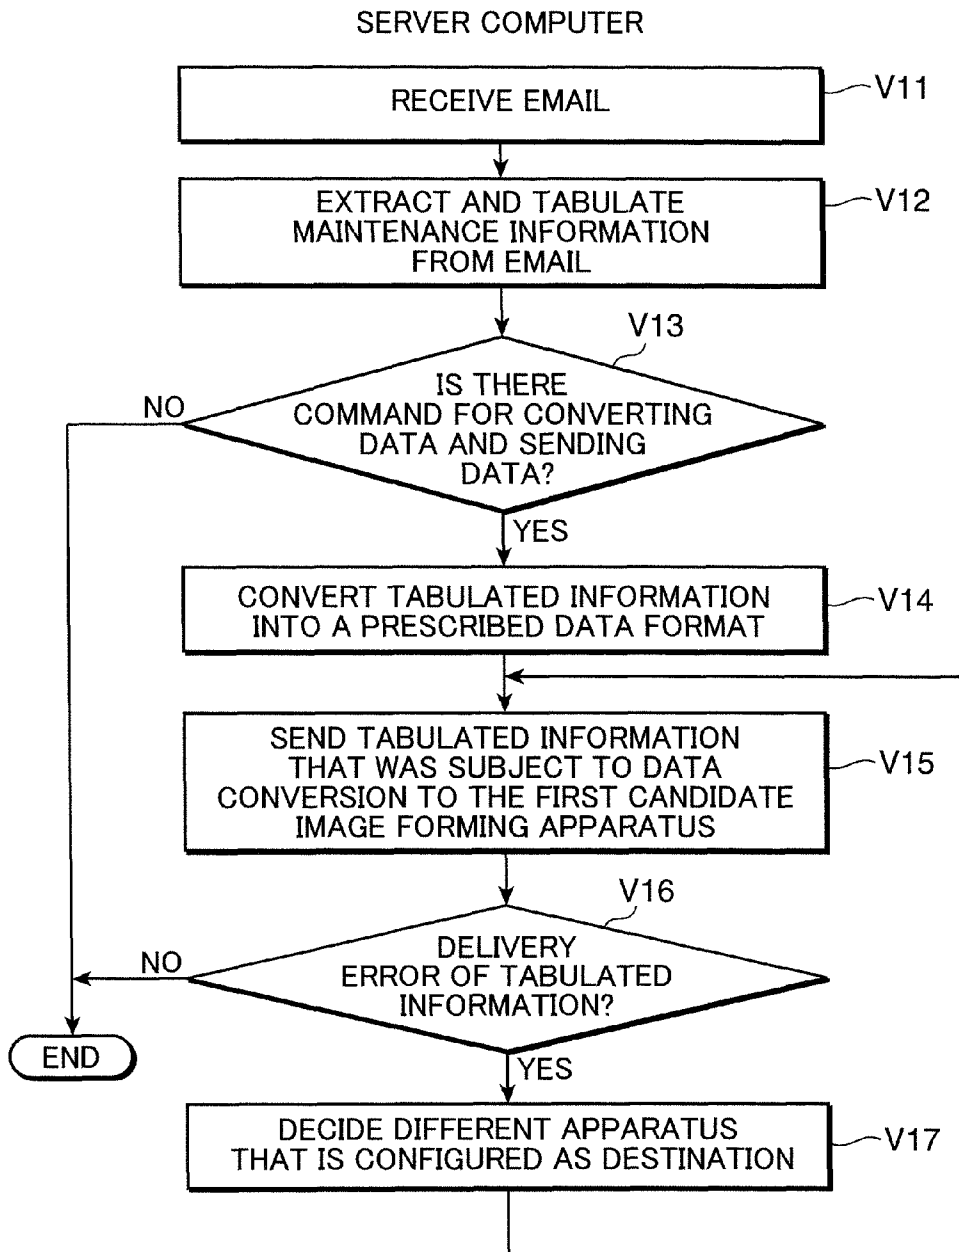 SERVER COMPUTER
RECEIVE EMAIL
V11
EXTRACT AND TABULATE
MAINTENANCE INFORMATION
FROM EMAIL
V12
V13
IS THERE
COMMAND FOR CONVERTING
DATA AND SENDING
DATA?
NO
YES
CONVERT TABULATED INFORMATION
INTO A PRESCRIBED DATA FORMAT
V14
SEND TABULATED INFORMATION
THAT WAS SUBJECT TO DATA
CONVERSION TO THE FIRST CANDIDATE
IMAGE FORMING APPARATUS
V15
V16
DELIVERY
ERROR OF TABULATED
INFORMATION?
NO
END
YES
DECIDE DIFFERENT APPARATUS
THAT IS CONFIGURED AS DESTINATION
V17